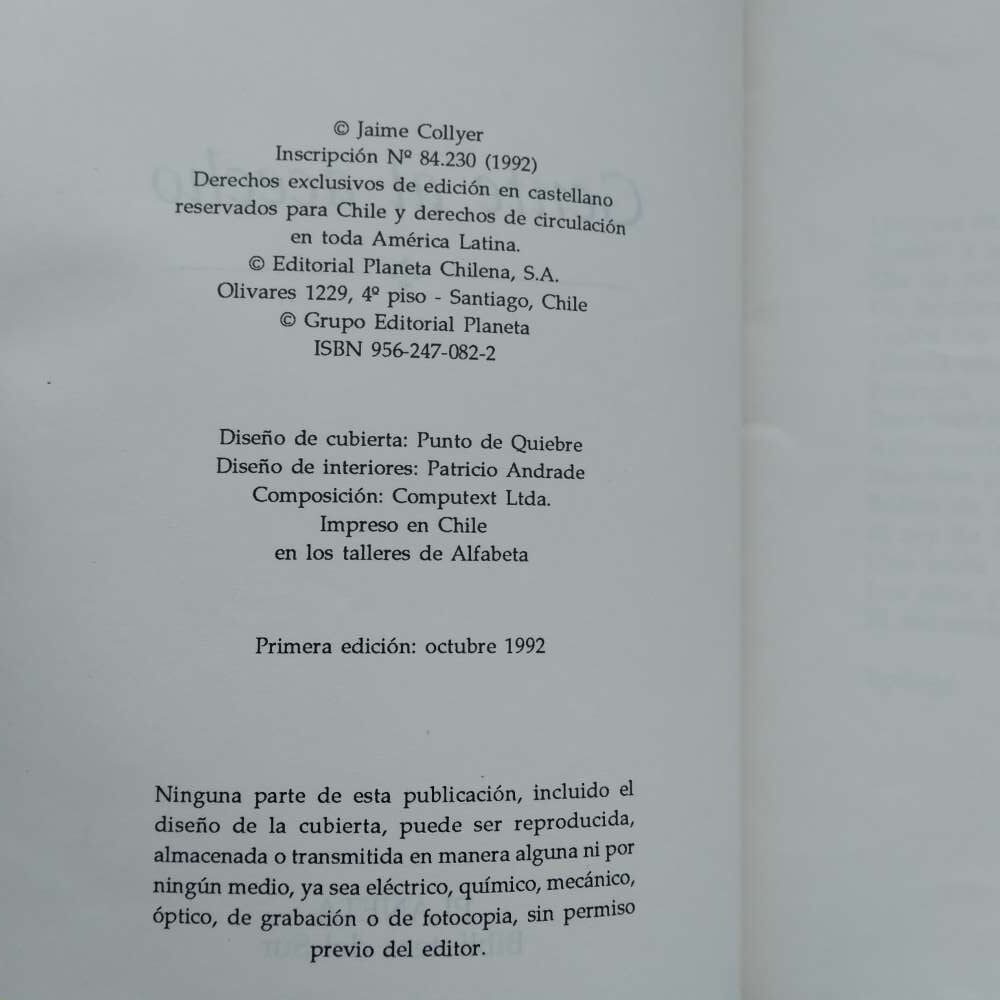 © Jaime Collyer
Inscripción Nº 84.230 (1992)
Derechos exclusivos de edición en castellano
reservados para Chile y derechos de circulación
en toda América Latina.
© Editorial Planeta Chilena, S.A.
Olivares 1229, 4º piso - Santiago, Chile
© Grupo Editorial Planeta
ISBN 956-247-082-2
Diseño de cubierta: Punto de Quiebre
Diseño de interiores: Patricio Andrade
Composición: Computext Ltda.
Impreso en Chile
en los talleres de Alfabeta
Primera edición: octubre 1992
Ninguna parte de esta publicación, incluido el
diseño de la cubierta, puede ser reproducida,
almacenada o transmitida en manera alguna ni por
ningún medio, ya sea eléctrico, químico, mecánico,
óptico, de grabación o de fotocopia, sin permiso
previo del editor.